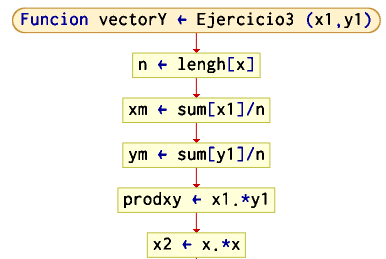 Funcion vectorY ← Ejercicio3 (x1,y1)
n ← lengh[x]
xm ← sum[x1]/n
ym ← sum[y1]/n
prodxy ← x1.*y1
x2 ← x.*x